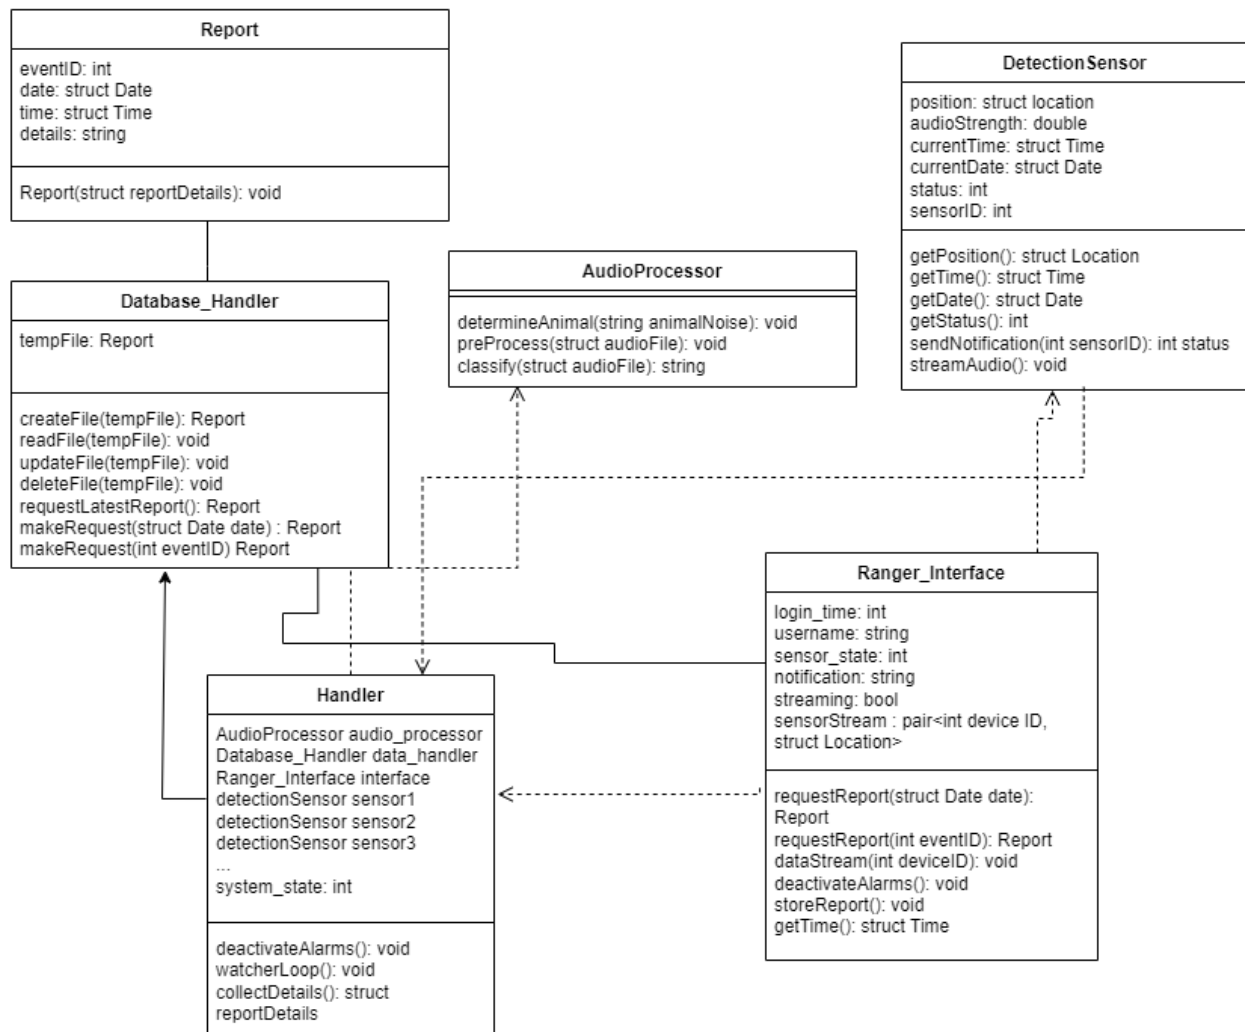 Report
eventID: int
date: struct Date
time: struct Time
details: string
Report(struct reportDetails): void
DetectionSensor
position: struct location
audioStrength: double
currentTime: struct Time
currentDate: struct Date
status: int
sensorID: int
getPosition(): struct Location
getTime(): struct Time
getDate(): struct Date
getStatus(): int
sendNotification(int sensorID): int status
streamAudio(): void
AudioProcessor
determineAnimal(string animalNoise): void
preProcess(struct audioFile): void
classify(struct audioFile): string
Database_Handler
tempFile: Report
createFile(tempFile): Report
readFile(tempFile): void
updateFile(tempFile): void
deleteFile(tempFile): void
requestLatestReport(): Report
makeRequest(struct Date date) : Report
makeRequest(int eventID) Report
Ranger_Interface
login_time: int
username: string
sensor_state: int
notification: string
streaming: bool
sensorStream : pair<int device ID,
struct Location>
requestReport(struct Date date):
Report
requestReport(int eventID): Report
dataStream(int deviceID): void
deactivateAlarms(): void
storeReport(): void
getTime(): struct Time
Handler
AudioProcessor audio_processor
Database_Handler data_handler
Ranger_Interface interface
detectionSensor sensor1
detectionSensor sensor2
detectionSensor sensor3
...
system_state: int
deactivateAlarms(): void
watcherLoop(): void
collectDetails(): struct
reportDetails